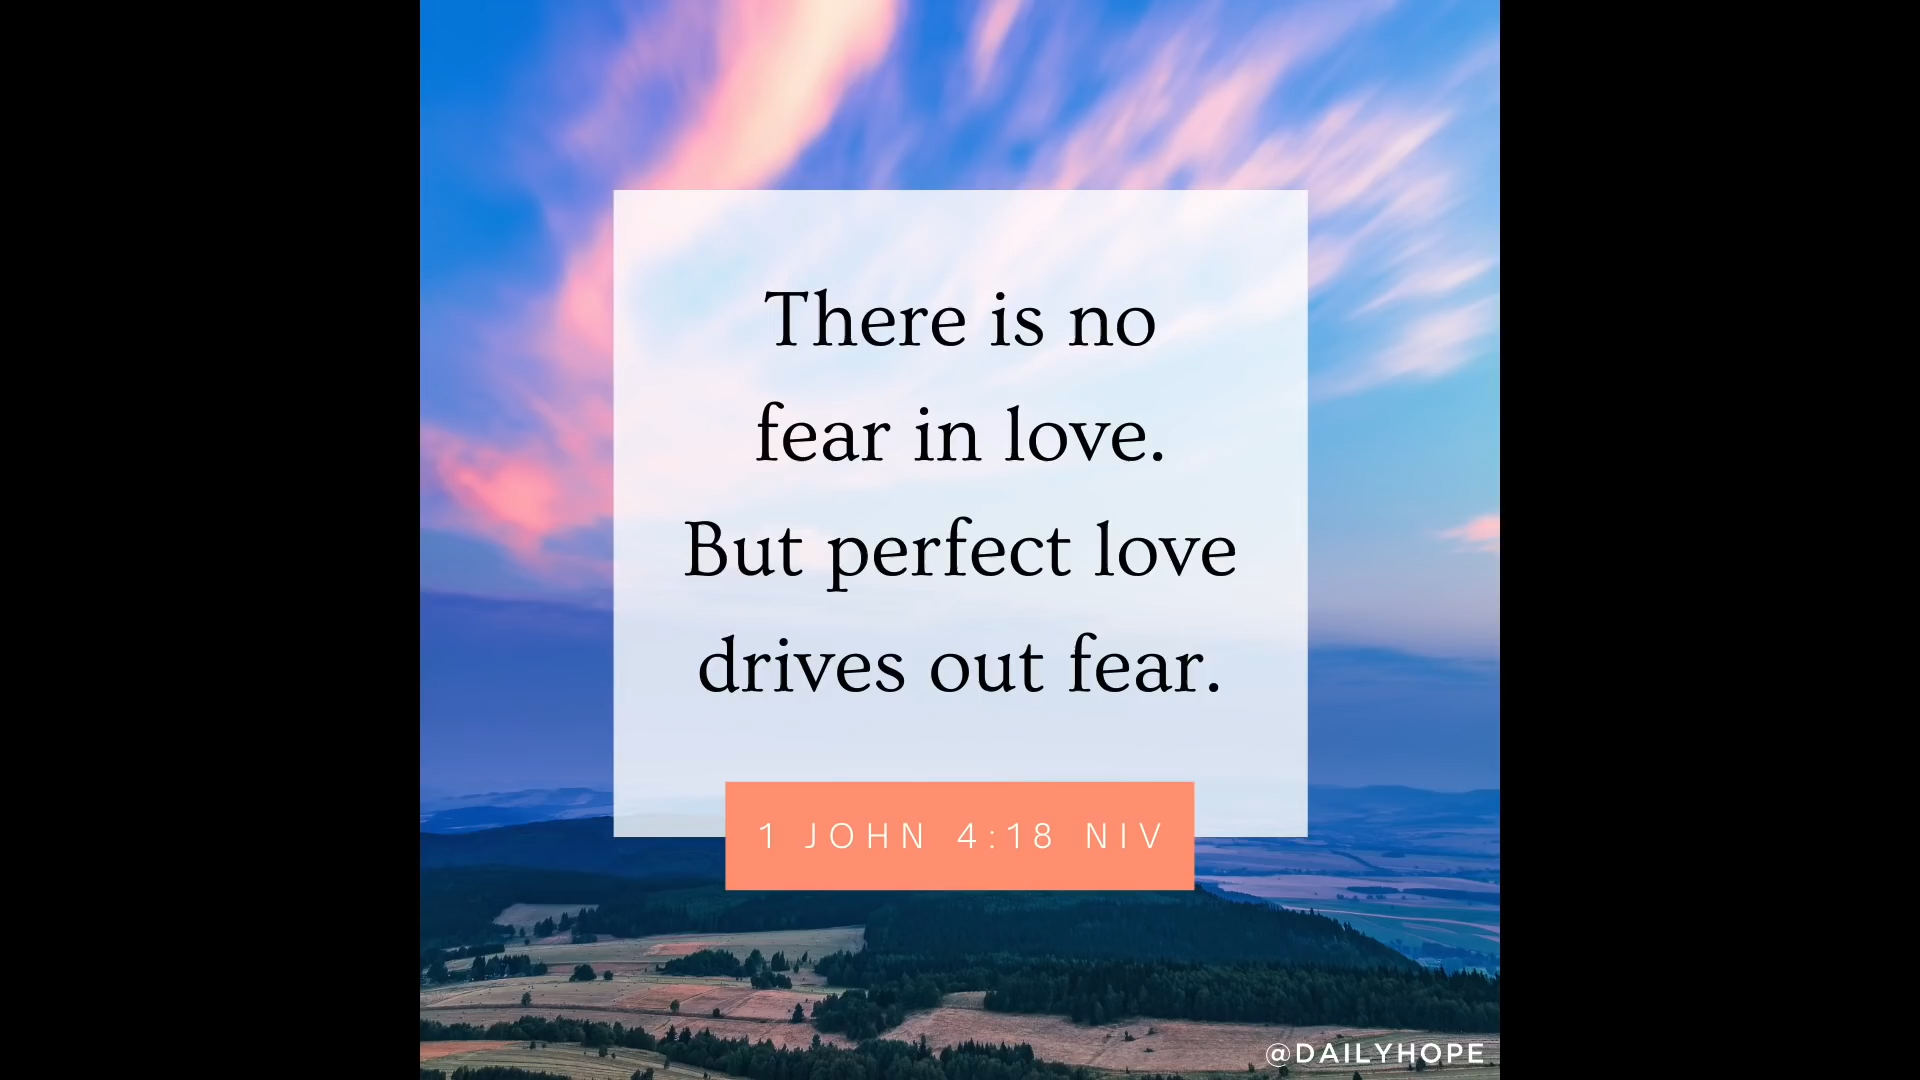 There is no
fear in love.
But perfect love
drives out fear.
1 JOHN 4:18 NIV
@DAILYHOPE